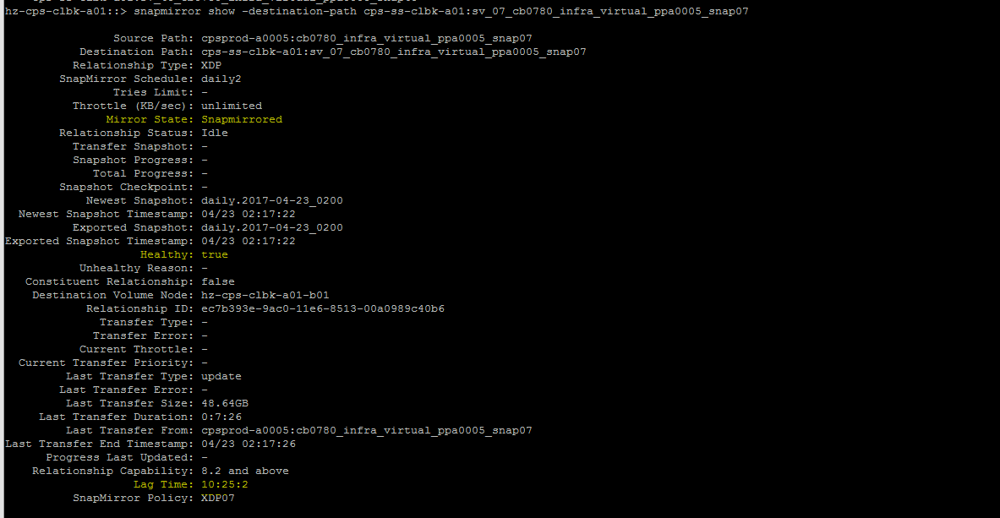 hz-cps-clbk-a01::> snapmirror show -destination-path cps-ss-clbk-a01:sv_07_cb0780_infra_virtual_ppa0005_snap07
Source Path: cpsprod-a0005:cb0780_infra_virtual_ppa0005_snap07
Destination Path: cps-ss-clbk-a01:sv_07_cb0780_infra_virtual_ppa0005_snap07
Relationship Type: XDP
SnapMirror Schedule: daily2
Tries Limit: -
Throttle (KB/sec): unlimited
Mirror State: Snapmirrored
Relationship Status: Idle
Transfer Snapshot: -
Snapshot Progress: -
Total Progress: -
Snapshot Checkpoint: -
Newest Snapshot: daily.2017-04-23_0200
Newest Snapshot Timestamp: 04/23 02:17:22
Exported Snapshot: daily.2017-04-23_0200
Exported Snapshot Timestamp: 04/23 02:17:22
Healthy: true
Unhealthy Reason: -
Constituent Relationship: false
Destination Volume Node: hz-cps-clbk-a01-b01
Relationship ID: ec7b393e-9ac0-11e6-8513-00a0989c40b6
Transfer Type: -
Transfer Error: -
Current Throttle: -
Current Transfer Priority: -
Last Transfer Type: update
Last Transfer Error: -
Last Transfer Size: 48.64GB
Last Transfer Duration: 0:7:26
Last Transfer From: cpsprod-a0005:cb0780_infra_virtual_ppa0005_snap07
Last Transfer End Timestamp: 04/23 02:17:26
Progress Last Updated: -
Relationship Capability: 8.2 and above
Lag Time: 10:25:2
SnapMirror Policy: XDP07